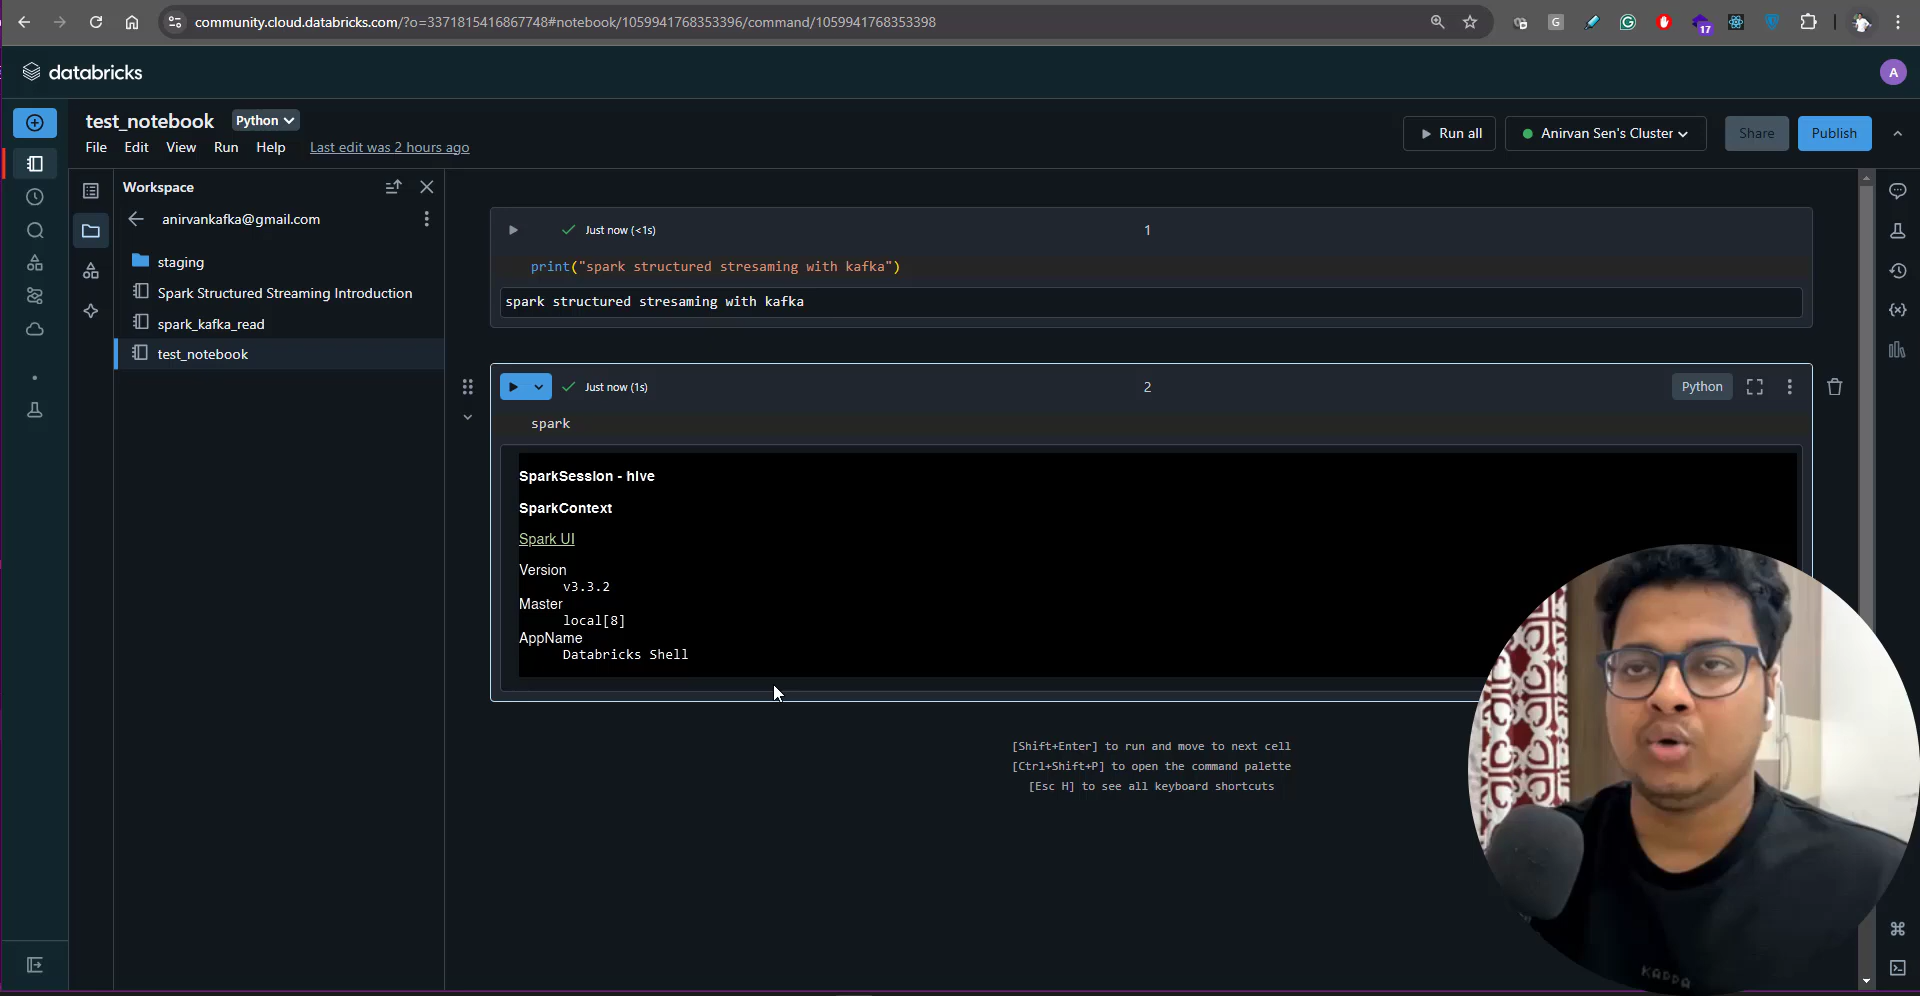 community.cloud.databricks.com/?o=3371815416867748#notebook/1059941768353396/command/1059941768353398
G
17
databricks
A
test_notebook
Python
File Edit View Run Help Last edit was 2 hours ago
Run all
Anirvan Sen's Cluster
Share
Publish
Workspace
anirvankafka@gmail.com
staging
Spark Structured Streaming Introduction
spark_kafka_read
test_notebook
Just now (<1s)
1
print("spark structured stresaming with kafka")
spark structured stresaming with kafka
Just now (1s)
2
Python
spark
SparkSession - hive
SparkContext
Spark UI
Version
v3.3.2
Master
local[8]
AppName
Databricks Shell
[Shift+Enter] to run and move to next cell
[Ctrl+Shift+P] to open the command palette
[Esc H] to see all keyboard shortcuts
KAPPA